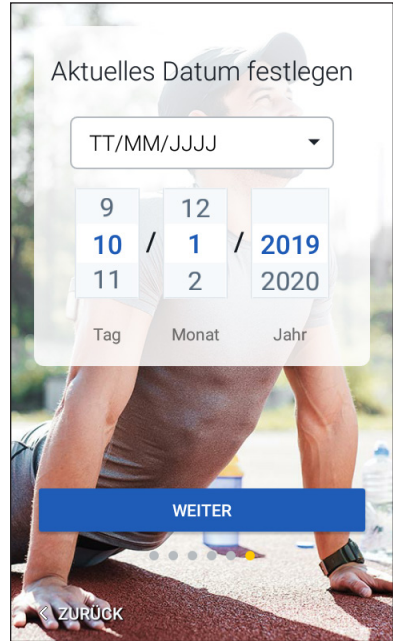 Aktuelles Datum festlegen
TT/MM/JJJJ
9 12
10 / 1 / 2019
11 2 2020
Tag Monat Jahr
WEITER
< ZURÜCK